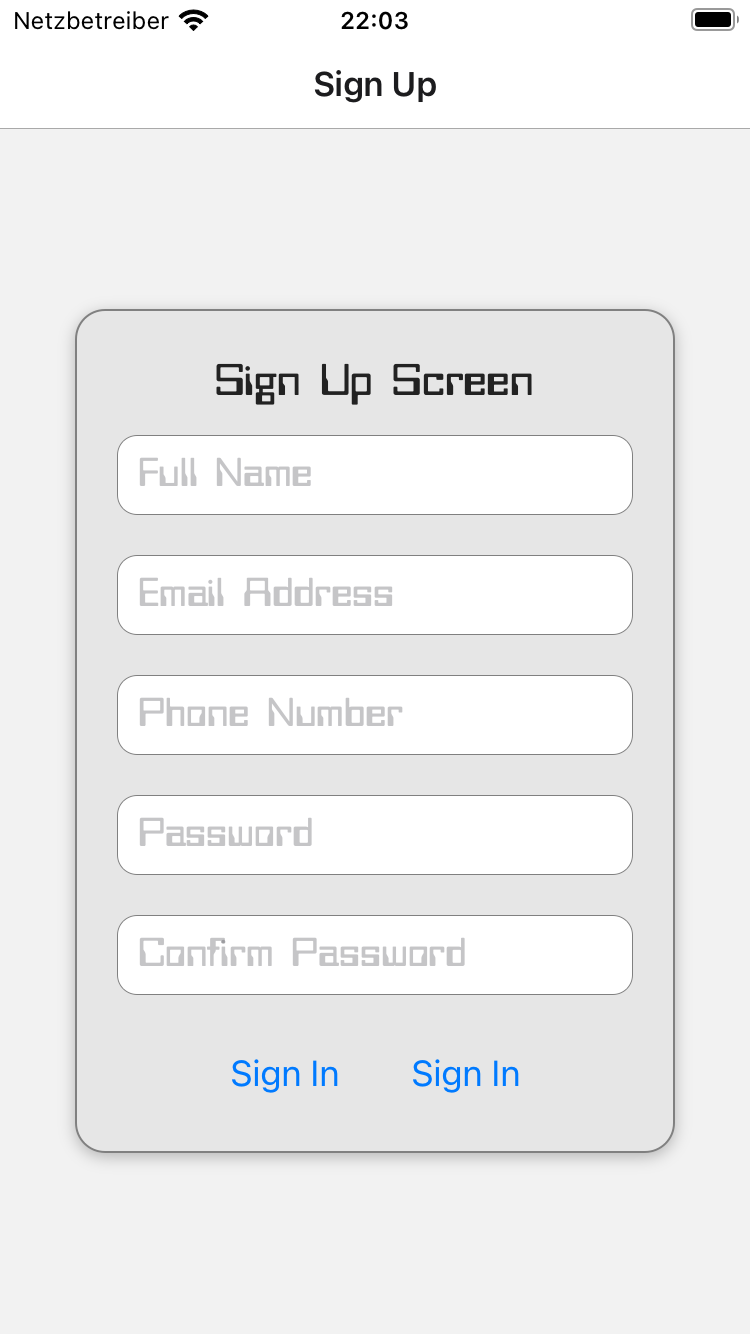 Netzbetreiber 22:03
Sign Up
Sign Up Screen
Full Name
Email Address
Phone Number
Password
Confirm Password
Sign In Sign In